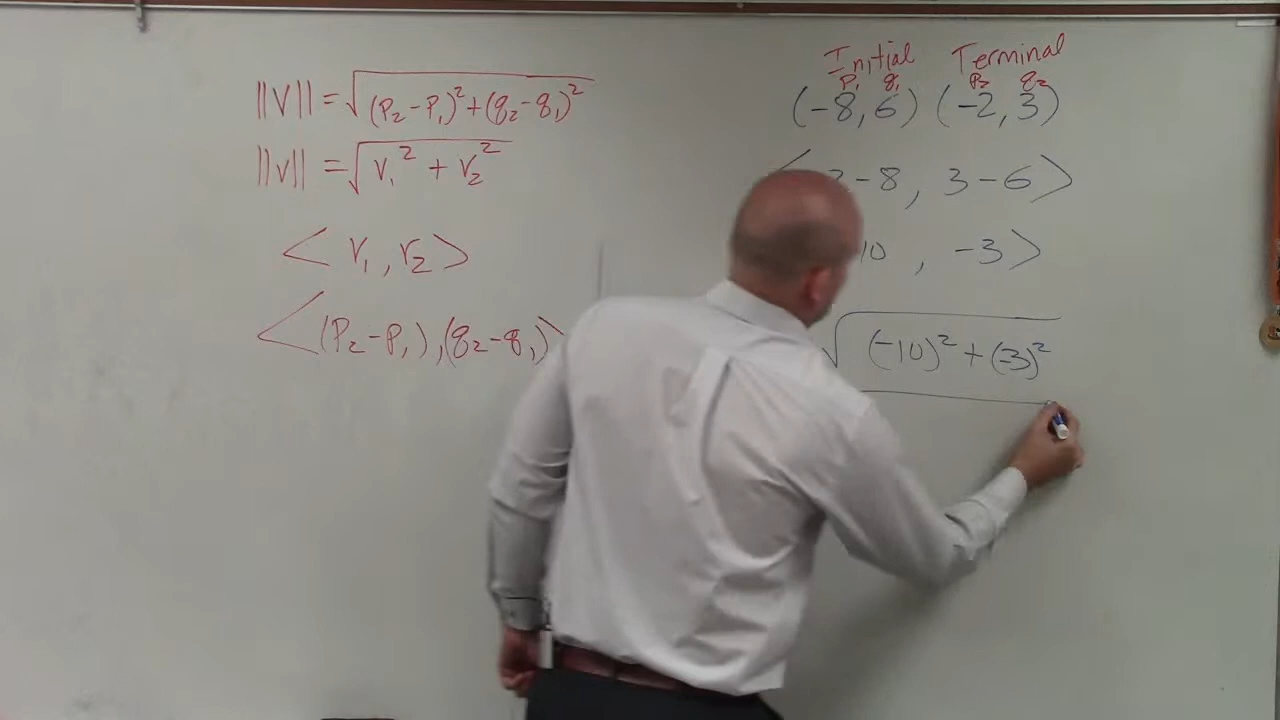 ||V|| = √(P₂-P₁)²+(q₂-q₁)²
||v|| = √V₁² + V₂²
< V₁, V₂ >
<(P₂-P₁),(q₂-q₁)>
Initial Terminal
P₁ q₁ P₂ q₂
(-8,6) (-2,3)
< -8, 3-6>
10, -3>
√(-10)²+(-3)²